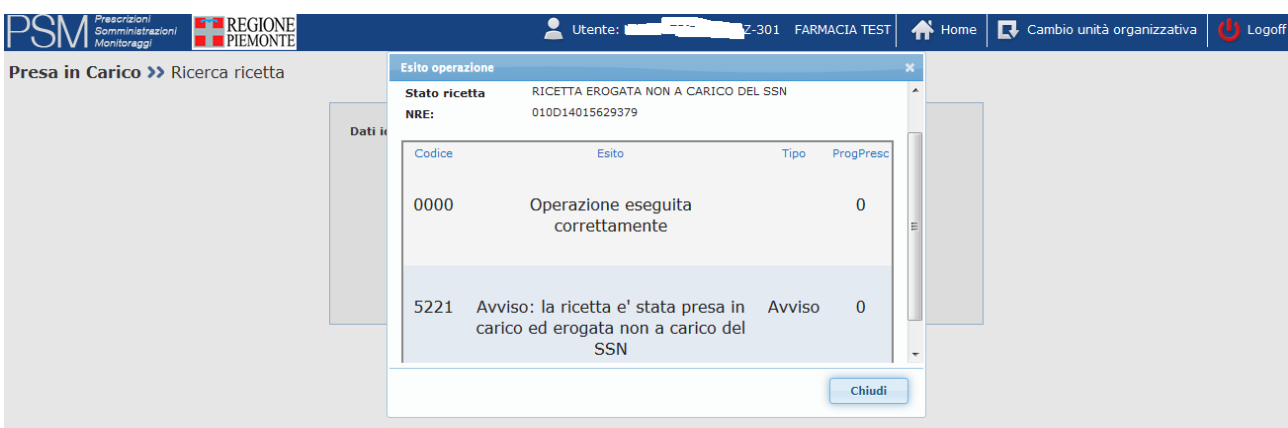 PSM Prescrizioni Somministrazioni Monitoraggi REGIONE PIEMONTE Utente: Z-301 FARMACIA TEST Home Cambio unità organizzativa Logoff
Presa in Carico >> Ricerca ricetta
Esito operazione
Stato ricetta RICETTA EROGATA NON A CARICO DEL SSN
NRE: 010D14015629379
Dati
Codice Esito Tipo ProgPresc
0000 Operazione eseguita 0
correttamente
5221 Avviso: la ricetta e' stata presa in Avviso 0
carico ed erogata non a carico del
SSN
Chiudi